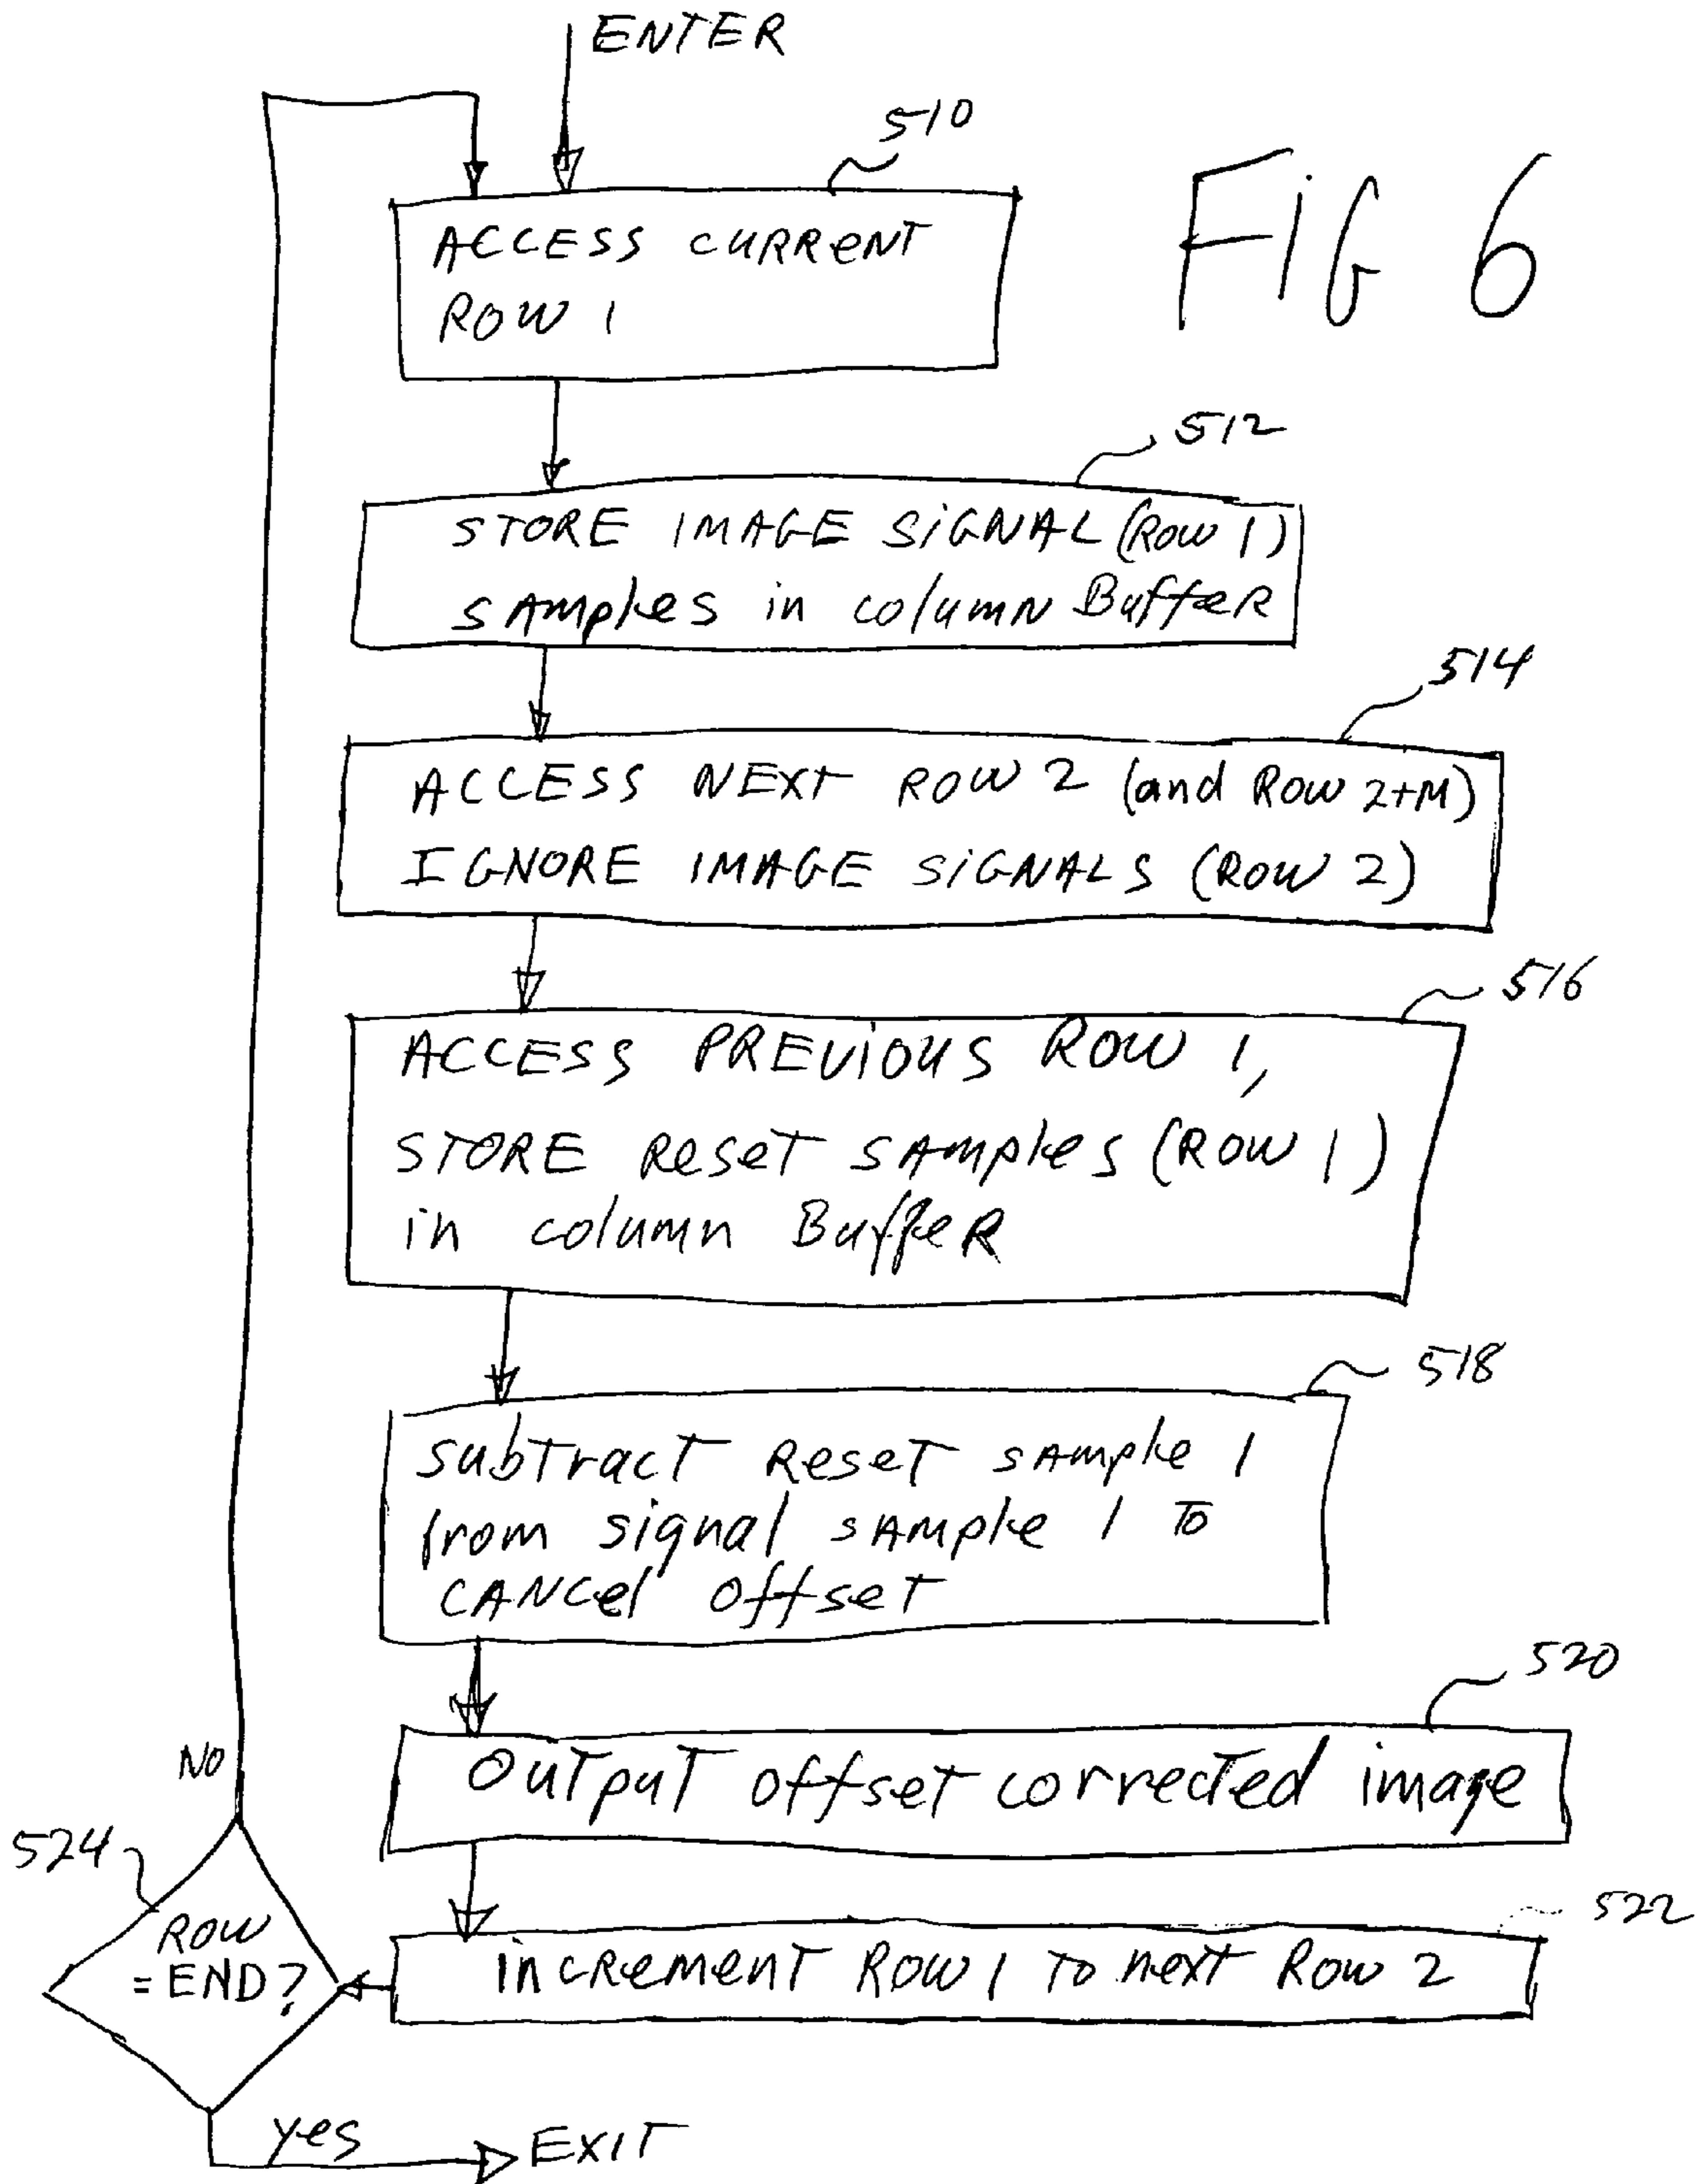 ENTER
510
FIG 6
ACCESS CURRENT
ROW 1
512
STORE IMAGE SIGNAL (ROW 1)
SAMPLES in column Buffer
514
ACCESS NEXT ROW 2 (and ROW 2+M)
IGNORE IMAGE SIGNALS (ROW 2)
516
ACCESS PREVIOUS ROW 1,
STORE Reset SAMPLES (ROW 1)
in column Buffer
518
Subtract Reset sample 1
from signal sample 1 To
CANCEL offset
520
Output offset corrected image
NO
524
522
ROW
=END?
increment Row 1 to next Row 2
yes
EXIT